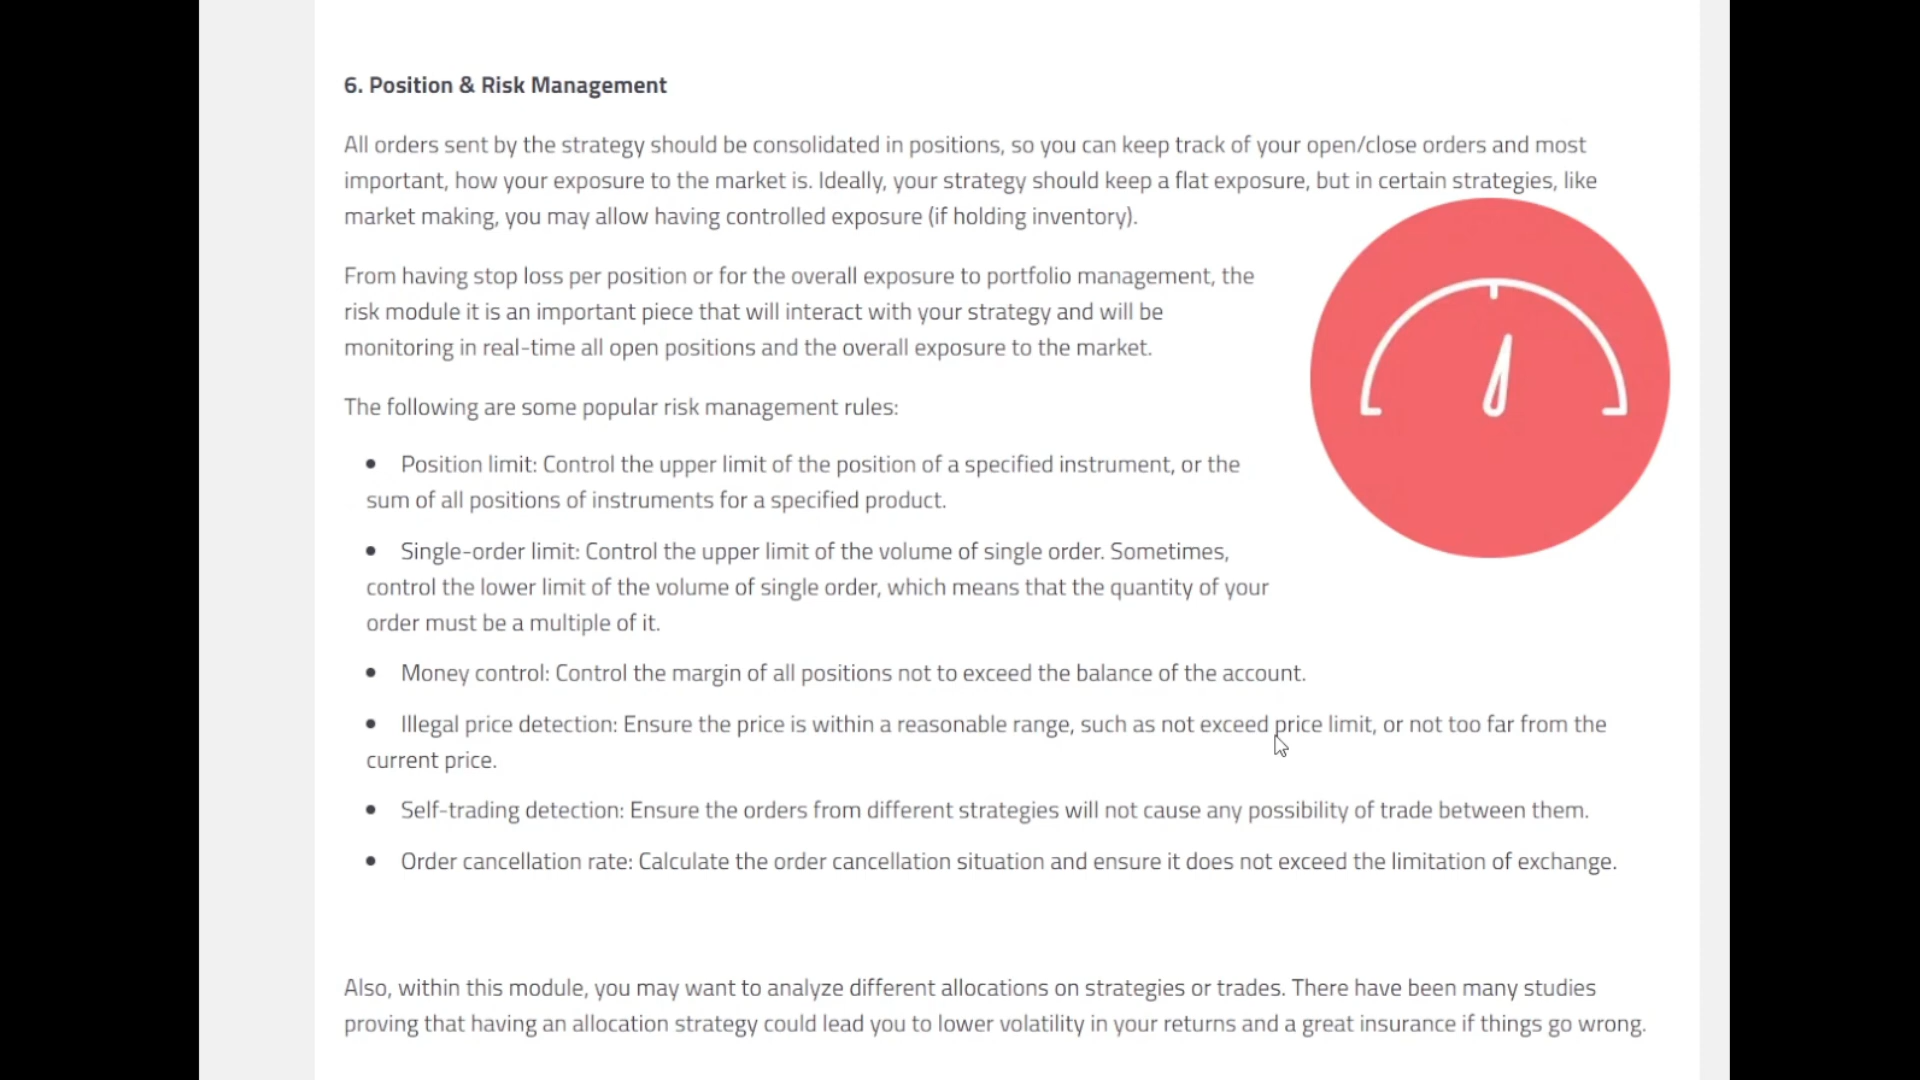 6. Position & Risk Management
All orders sent by the strategy should be consolidated in positions, so you can keep track of your open/close orders and most
important, how your exposure to the market is. Ideally, your strategy should keep a flat exposure, but in certain strategies, like
market making, you may allow having controlled exposure (if holding inventory).
From having stop loss per position or for the overall exposure to portfolio management, the
risk module it is an important piece that will interact with your strategy and will be
monitoring in real-time all open positions and the overall exposure to the market.
The following are some popular risk management rules:
• Position limit: Control the upper limit of the position of a specified instrument, or the
sum of all positions of instruments for a specified product.
• Single-order limit: Control the upper limit of the volume of single order. Sometimes,
control the lower limit of the volume of single order, which means that the quantity of your
order must be a multiple of it.
• Money control: Control the margin of all positions not to exceed the balance of the account.
• Illegal price detection: Ensure the price is within a reasonable range, such as not exceed price limit, or not too far from the
current price.
• Self-trading detection: Ensure the orders from different strategies will not cause any possibility of trade between them.
• Order cancellation rate: Calculate the order cancellation situation and ensure it does not exceed the limitation of exchange.
Also, within this module, you may want to analyze different allocations on strategies or trades. There have been many studies
proving that having an allocation strategy could lead you to lower volatility in your returns and a great insurance if things go wrong.